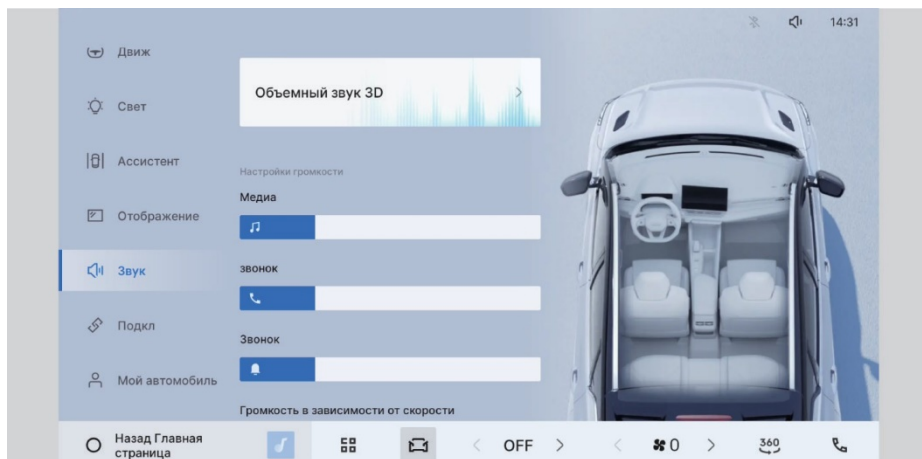 14:31
Движ
Объемный звук 3D
Свет
Ассистент
Настройки громкости
Медиа
Отображение
Звук
звонок
Подкл
Звонок
Мой автомобиль
Громкость в зависимости от скорости
Назад Главная
страница
OFF
0
360